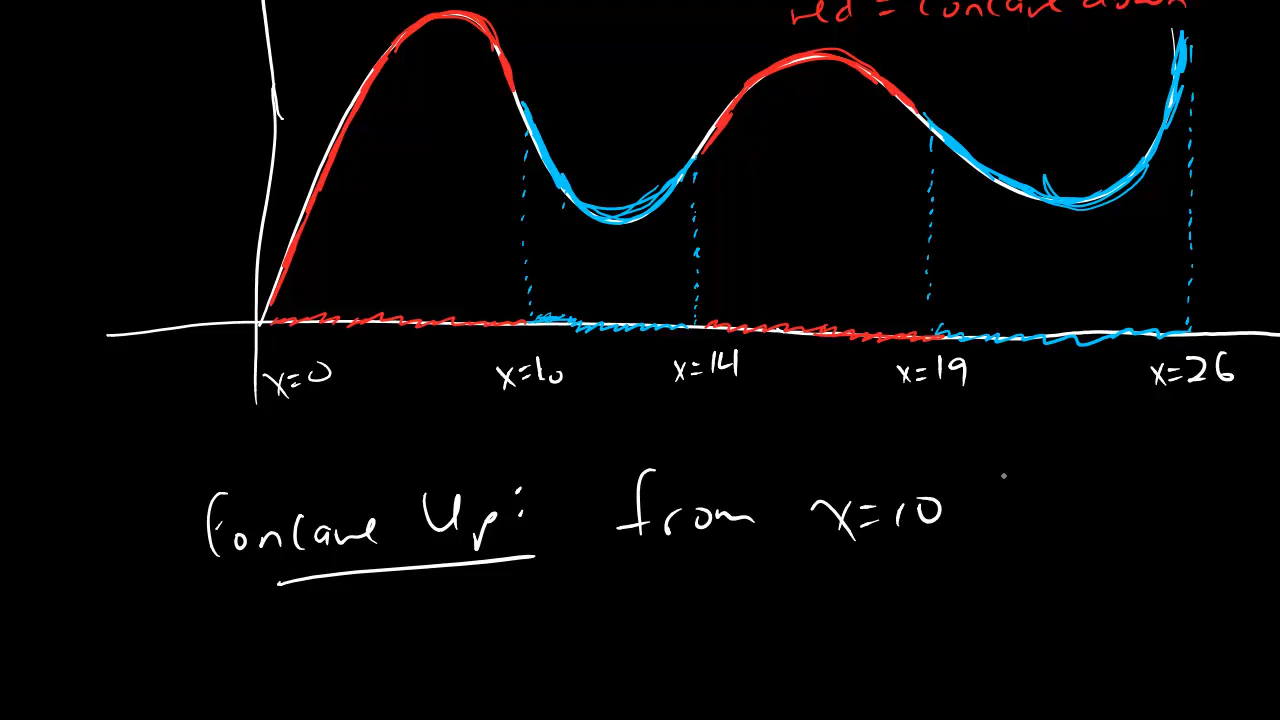 red = concave down
x=0 x=10 x=14 x=19 x=26
Concave Up: from x=10